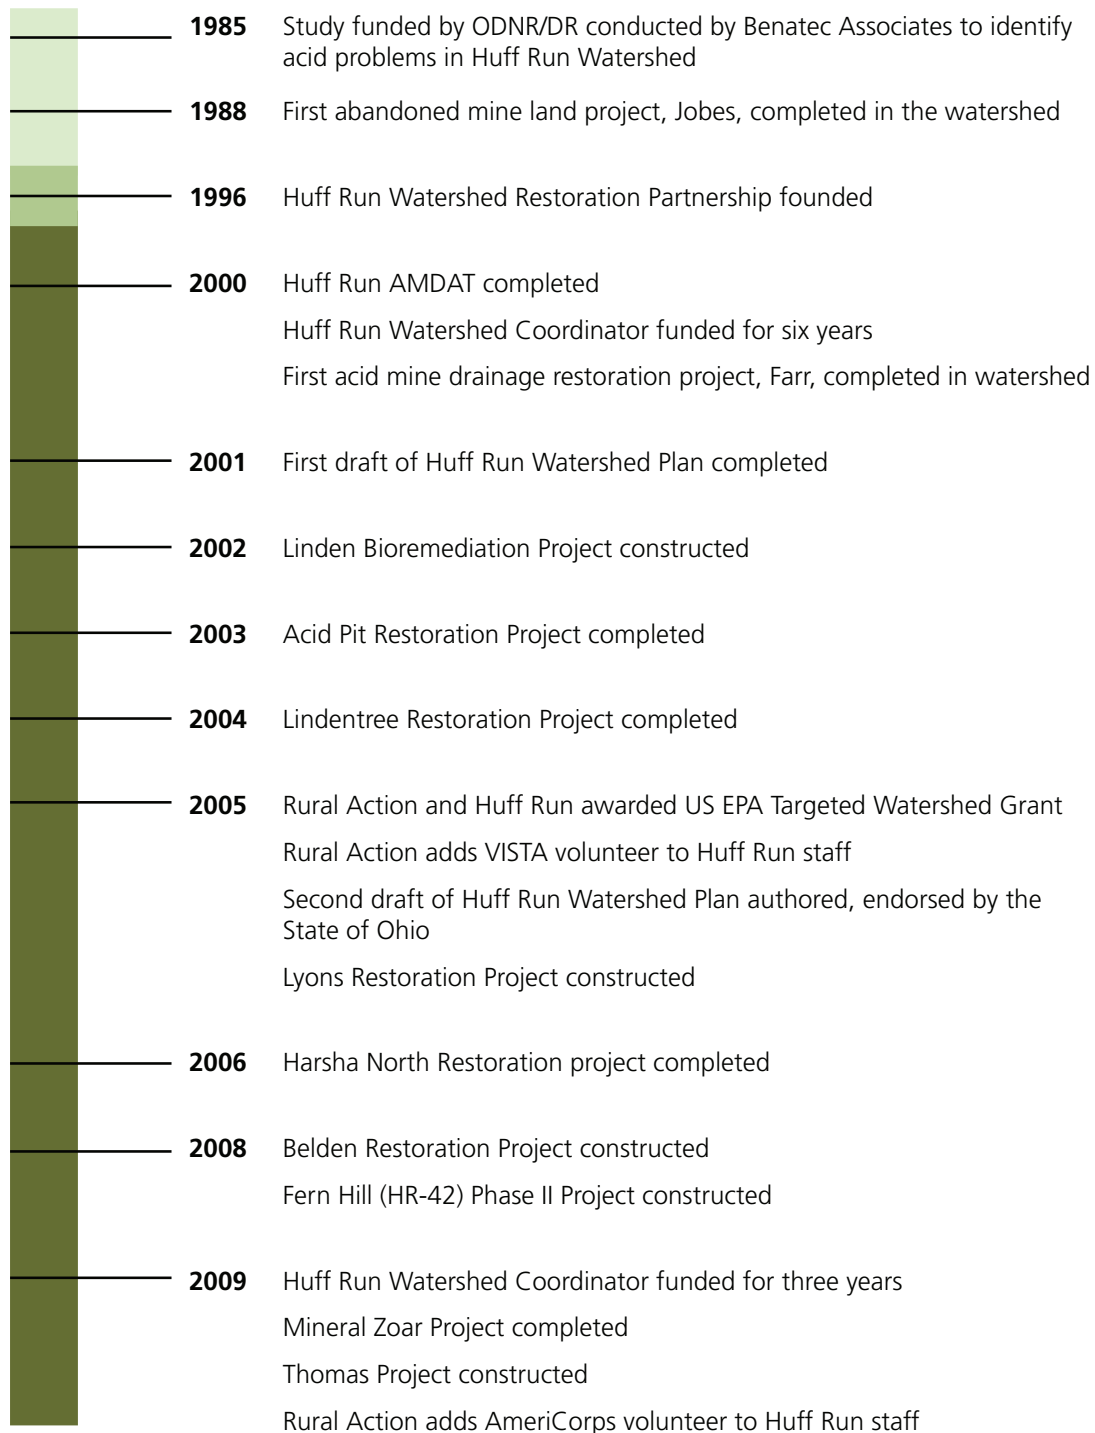 1985 Study funded by ODNR/DR conducted by Benatec Associates to identify
acid problems in Huff Run Watershed
1988 First abandoned mine land project, Jobes, completed in the watershed
1996 Huff Run Watershed Restoration Partnership founded
2000 Huff Run AMDAT completed
Huff Run Watershed Coordinator funded for six years
First acid mine drainage restoration project, Farr, completed in watershed
2001 First draft of Huff Run Watershed Plan completed
2002 Linden Bioremediation Project constructed
2003 Acid Pit Restoration Project completed
2004 Lindentree Restoration Project completed
2005 Rural Action and Huff Run awarded US EPA Targeted Watershed Grant
Rural Action adds VISTA volunteer to Huff Run staff
Second draft of Huff Run Watershed Plan authored, endorsed by the
State of Ohio
Lyons Restoration Project constructed
2006 Harsha North Restoration project completed
2008 Belden Restoration Project constructed
Fern Hill (HR-42) Phase II Project constructed
2009 Huff Run Watershed Coordinator funded for three years
Mineral Zoar Project completed
Thomas Project constructed
Rural Action adds AmeriCorps volunteer to Huff Run staff